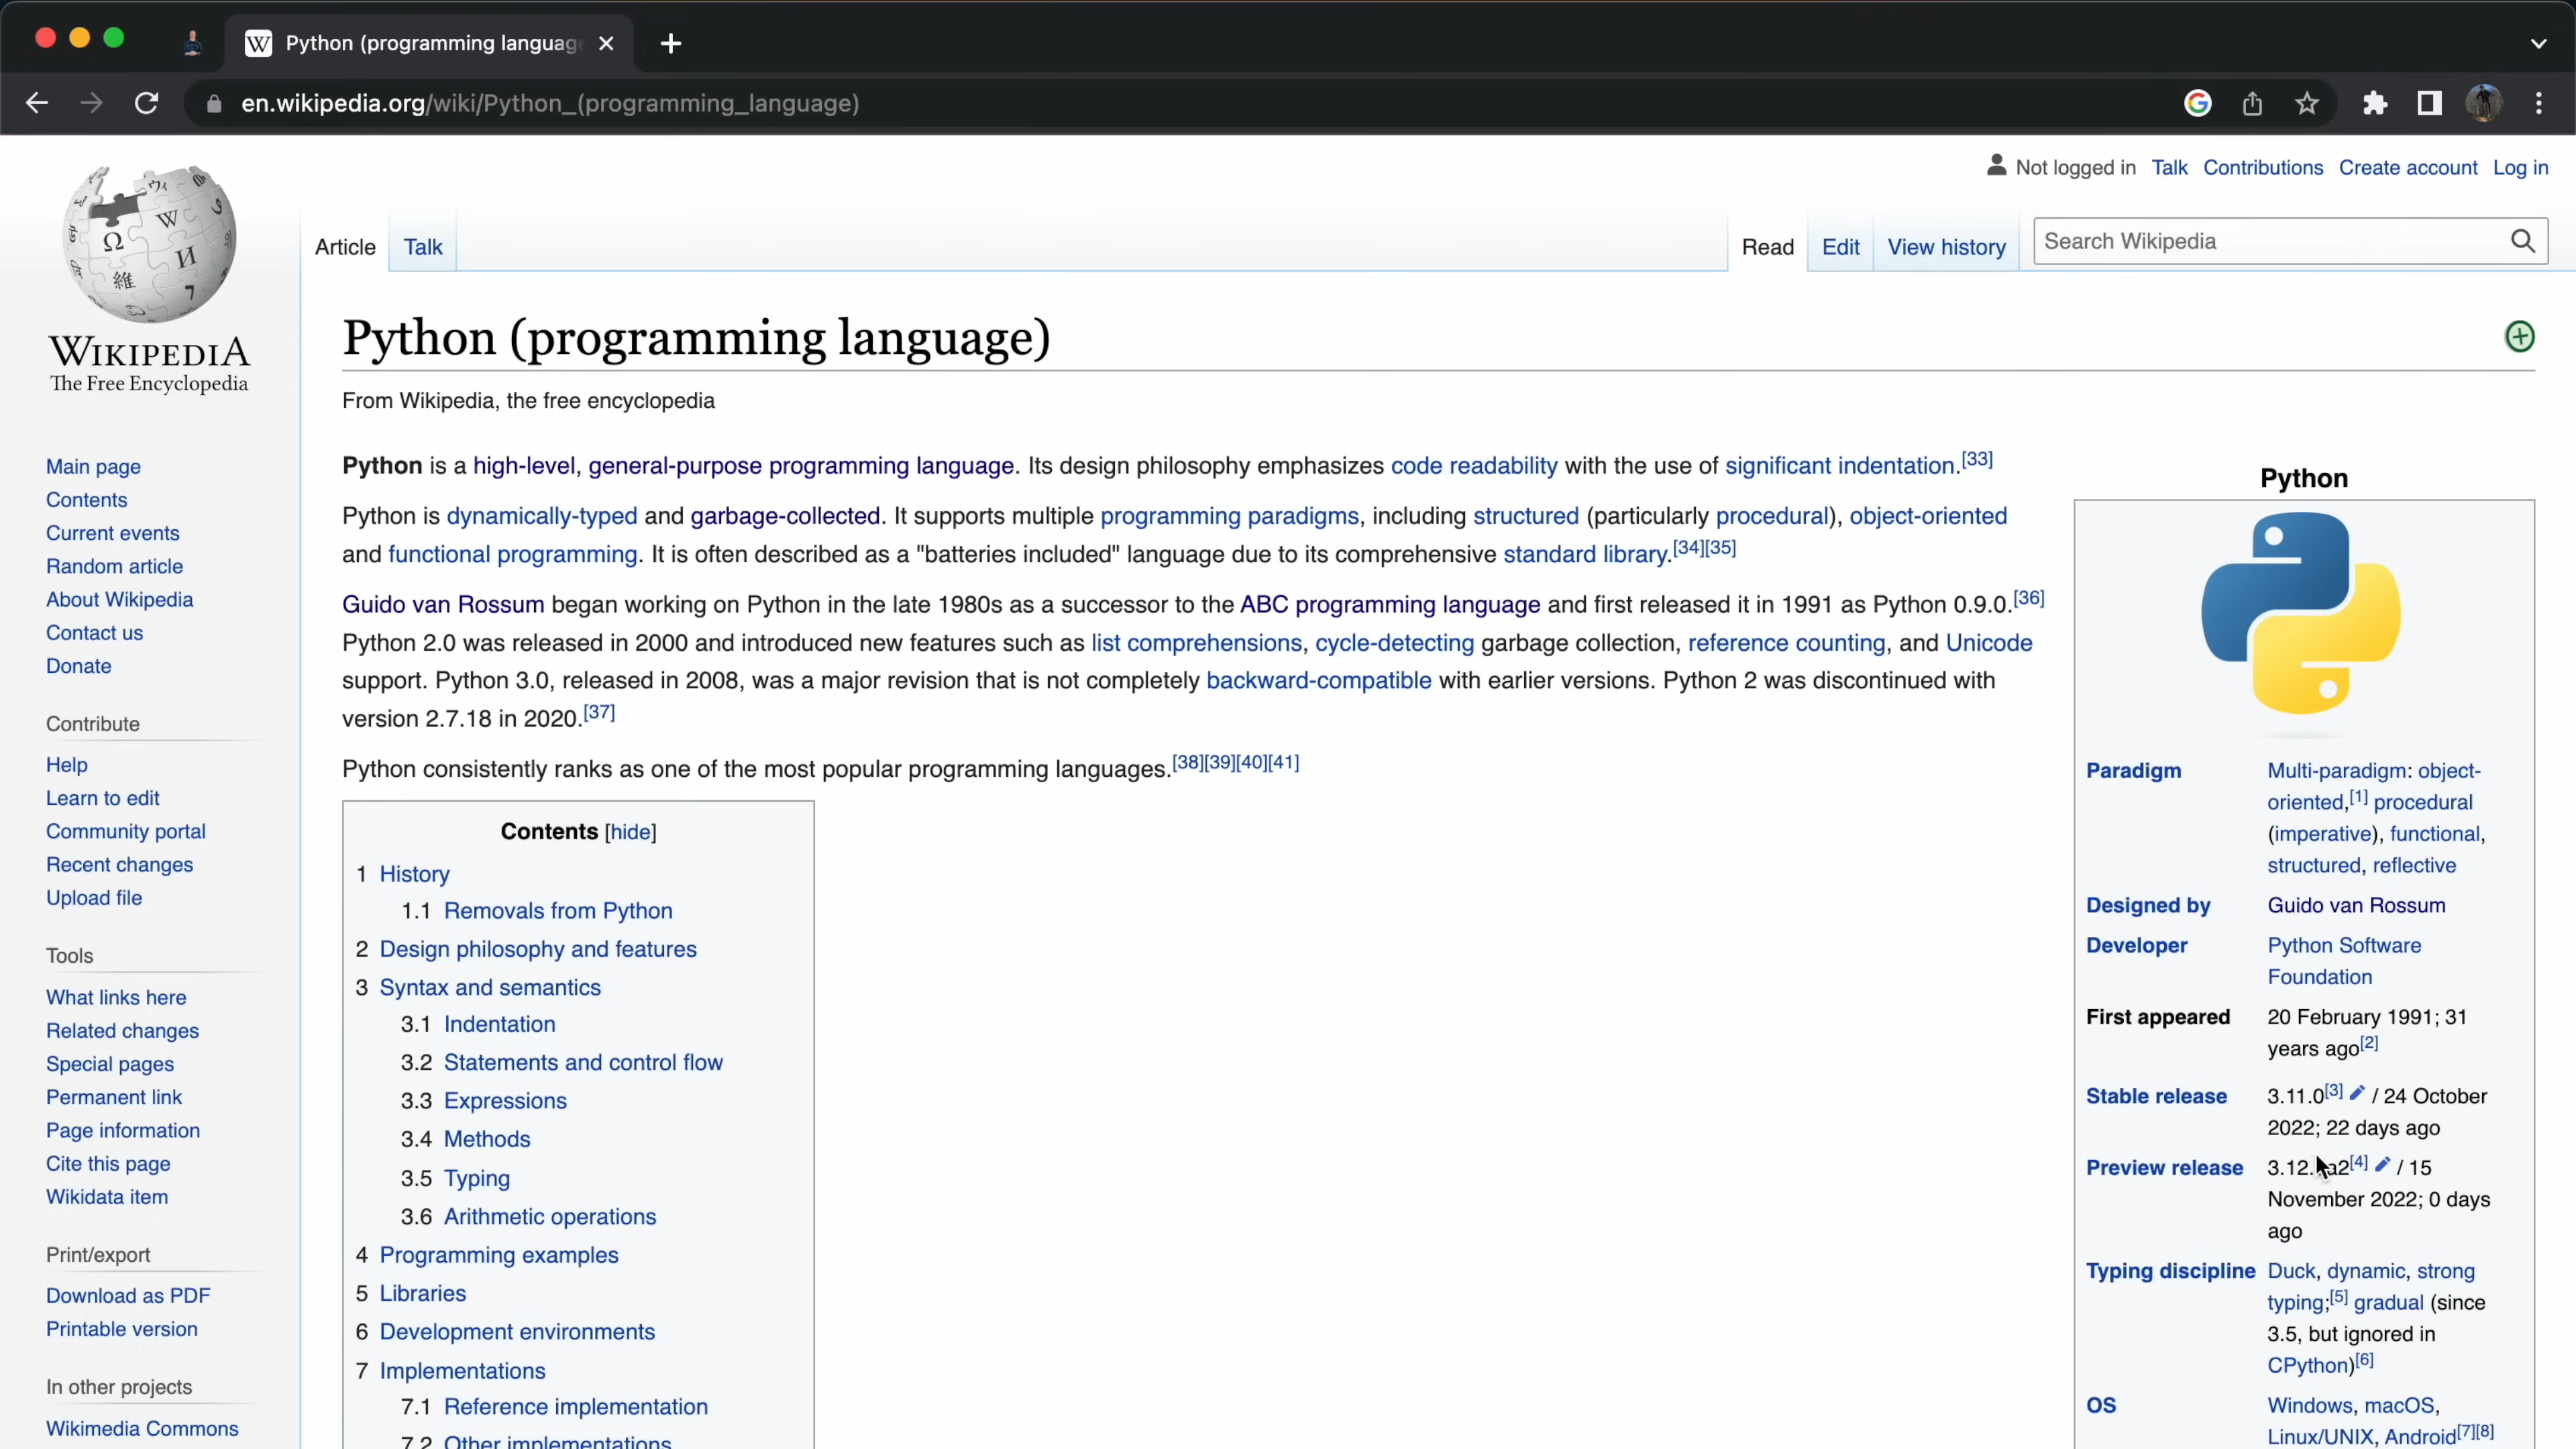 Python (programming languag
en.wikipedia.org/wiki/Python_(programming_language)
Not logged in Talk Contributions Create account Log in
Article Talk Read Edit View history Search Wikipedia
WIKIPEDIA
The Free Encyclopedia
Main page
Contents
Current events
Random article
About Wikipedia
Contact us
Donate
Contribute
Help
Learn to edit
Community portal
Recent changes
Upload file
Tools
What links here
Related changes
Special pages
Permanent link
Page information
Cite this page
Wikidata item
Print/export
Download as PDF
Printable version
In other projects
Wikimedia Commons
Python (programming language)
From Wikipedia, the free encyclopedia
Python is a high-level, general-purpose programming language. Its design philosophy emphasizes code readability with the use of significant indentation.[33]
Python is dynamically-typed and garbage-collected. It supports multiple programming paradigms, including structured (particularly procedural), object-oriented
and functional programming. It is often described as a "batteries included" language due to its comprehensive standard library.[34][35]
Guido van Rossum began working on Python in the late 1980s as a successor to the ABC programming language and first released it in 1991 as Python 0.9.0.[36]
Python 2.0 was released in 2000 and introduced new features such as list comprehensions, cycle-detecting garbage collection, reference counting, and Unicode
support. Python 3.0, released in 2008, was a major revision that is not completely backward-compatible with earlier versions. Python 2 was discontinued with
version 2.7.18 in 2020.[37]
Python consistently ranks as one of the most popular programming languages.[38][39][40][41]
Contents [hide]
1 History
1.1 Removals from Python
2 Design philosophy and features
3 Syntax and semantics
3.1 Indentation
3.2 Statements and control flow
3.3 Expressions
3.4 Methods
3.5 Typing
3.6 Arithmetic operations
4 Programming examples
5 Libraries
6 Development environments
7 Implementations
7.1 Reference implementation
7.2 Other implementations
Python
Paradigm Multi-paradigm: object-
oriented,[1] procedural
(imperative), functional,
structured, reflective
Designed by Guido van Rossum
Developer Python Software
Foundation
First appeared 20 February 1991; 31
years ago[2]
Stable release 3.11.0[3] / 24 October
2022; 22 days ago
Preview release 3.12. a2[4] / 15
November 2022; 0 days
ago
Typing discipline Duck, dynamic, strong
typing;[5] gradual (since
3.5, but ignored in
CPython)[6]
OS Windows, macOS,
Linux/UNIX, Android[7][8]